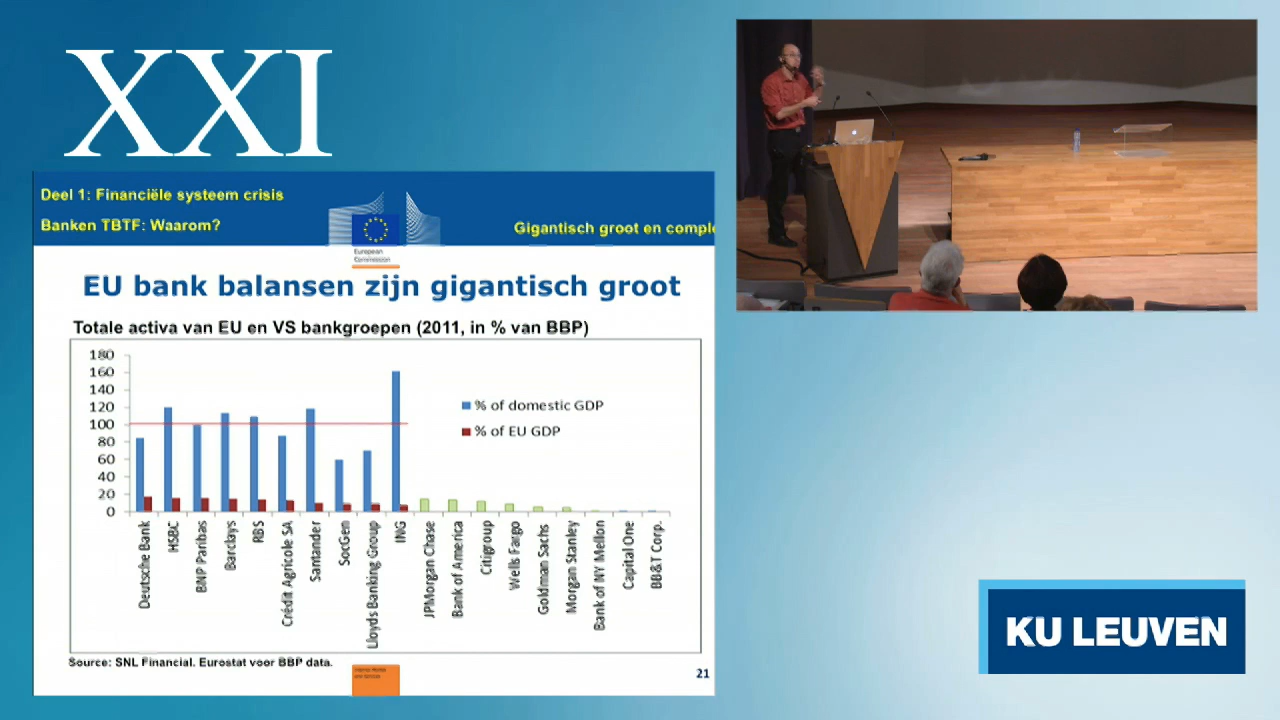 XXI
Deel 1: Financiële systeem crisis
Banken TBTF: Waarom?
Gigantisch groot en comple
European
Commission
EU bank balansen zijn gigantisch groot
Totale activa van EU en VS bankgroepen (2011, in % van BBP)
180
160
140
120
100
80
60
40
20
0
% of domestic GDP
% of EU GDP
Deutsche Bank
HSBC
BNP Paribas
Barclays
RBS
Crédit Agricole SA
Santander
SocGen
Lloyds Banking Group
ING
JPMorgan Chase
Bank of America
Citigroup
Wells Fargo
Goldman Sachs
Morgan Stanley
Bank of NY Mellon
Capital One
BB&T Corp.
Source: SNL Financial. Eurostat voor BBP data.
21
KU LEUVEN